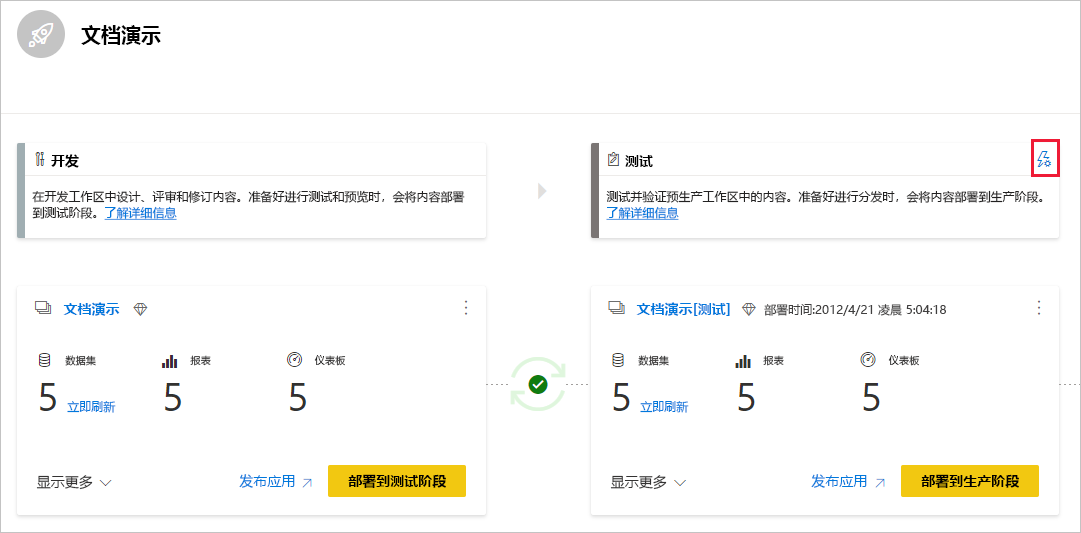 文档演示
开发
在开发工作区中设计、评审和修订内容。准备好进行测试和预览时，会将内容部署
到测试阶段。了解详细信息
测试
测试并验证预生产工作区中的内容。准备好进行分发时，会将内容部署到生产阶段。
了解详细信息
文档演示
数据集
报表
仪表板
5 立即刷新
5
5
显示更多
发布应用
部署到测试阶段
文档演示[测试] 部署时间:2012/4/21 凌晨 5:04:18
数据集
报表
仪表板
5 立即刷新
5
5
显示更多
发布应用
部署到生产阶段